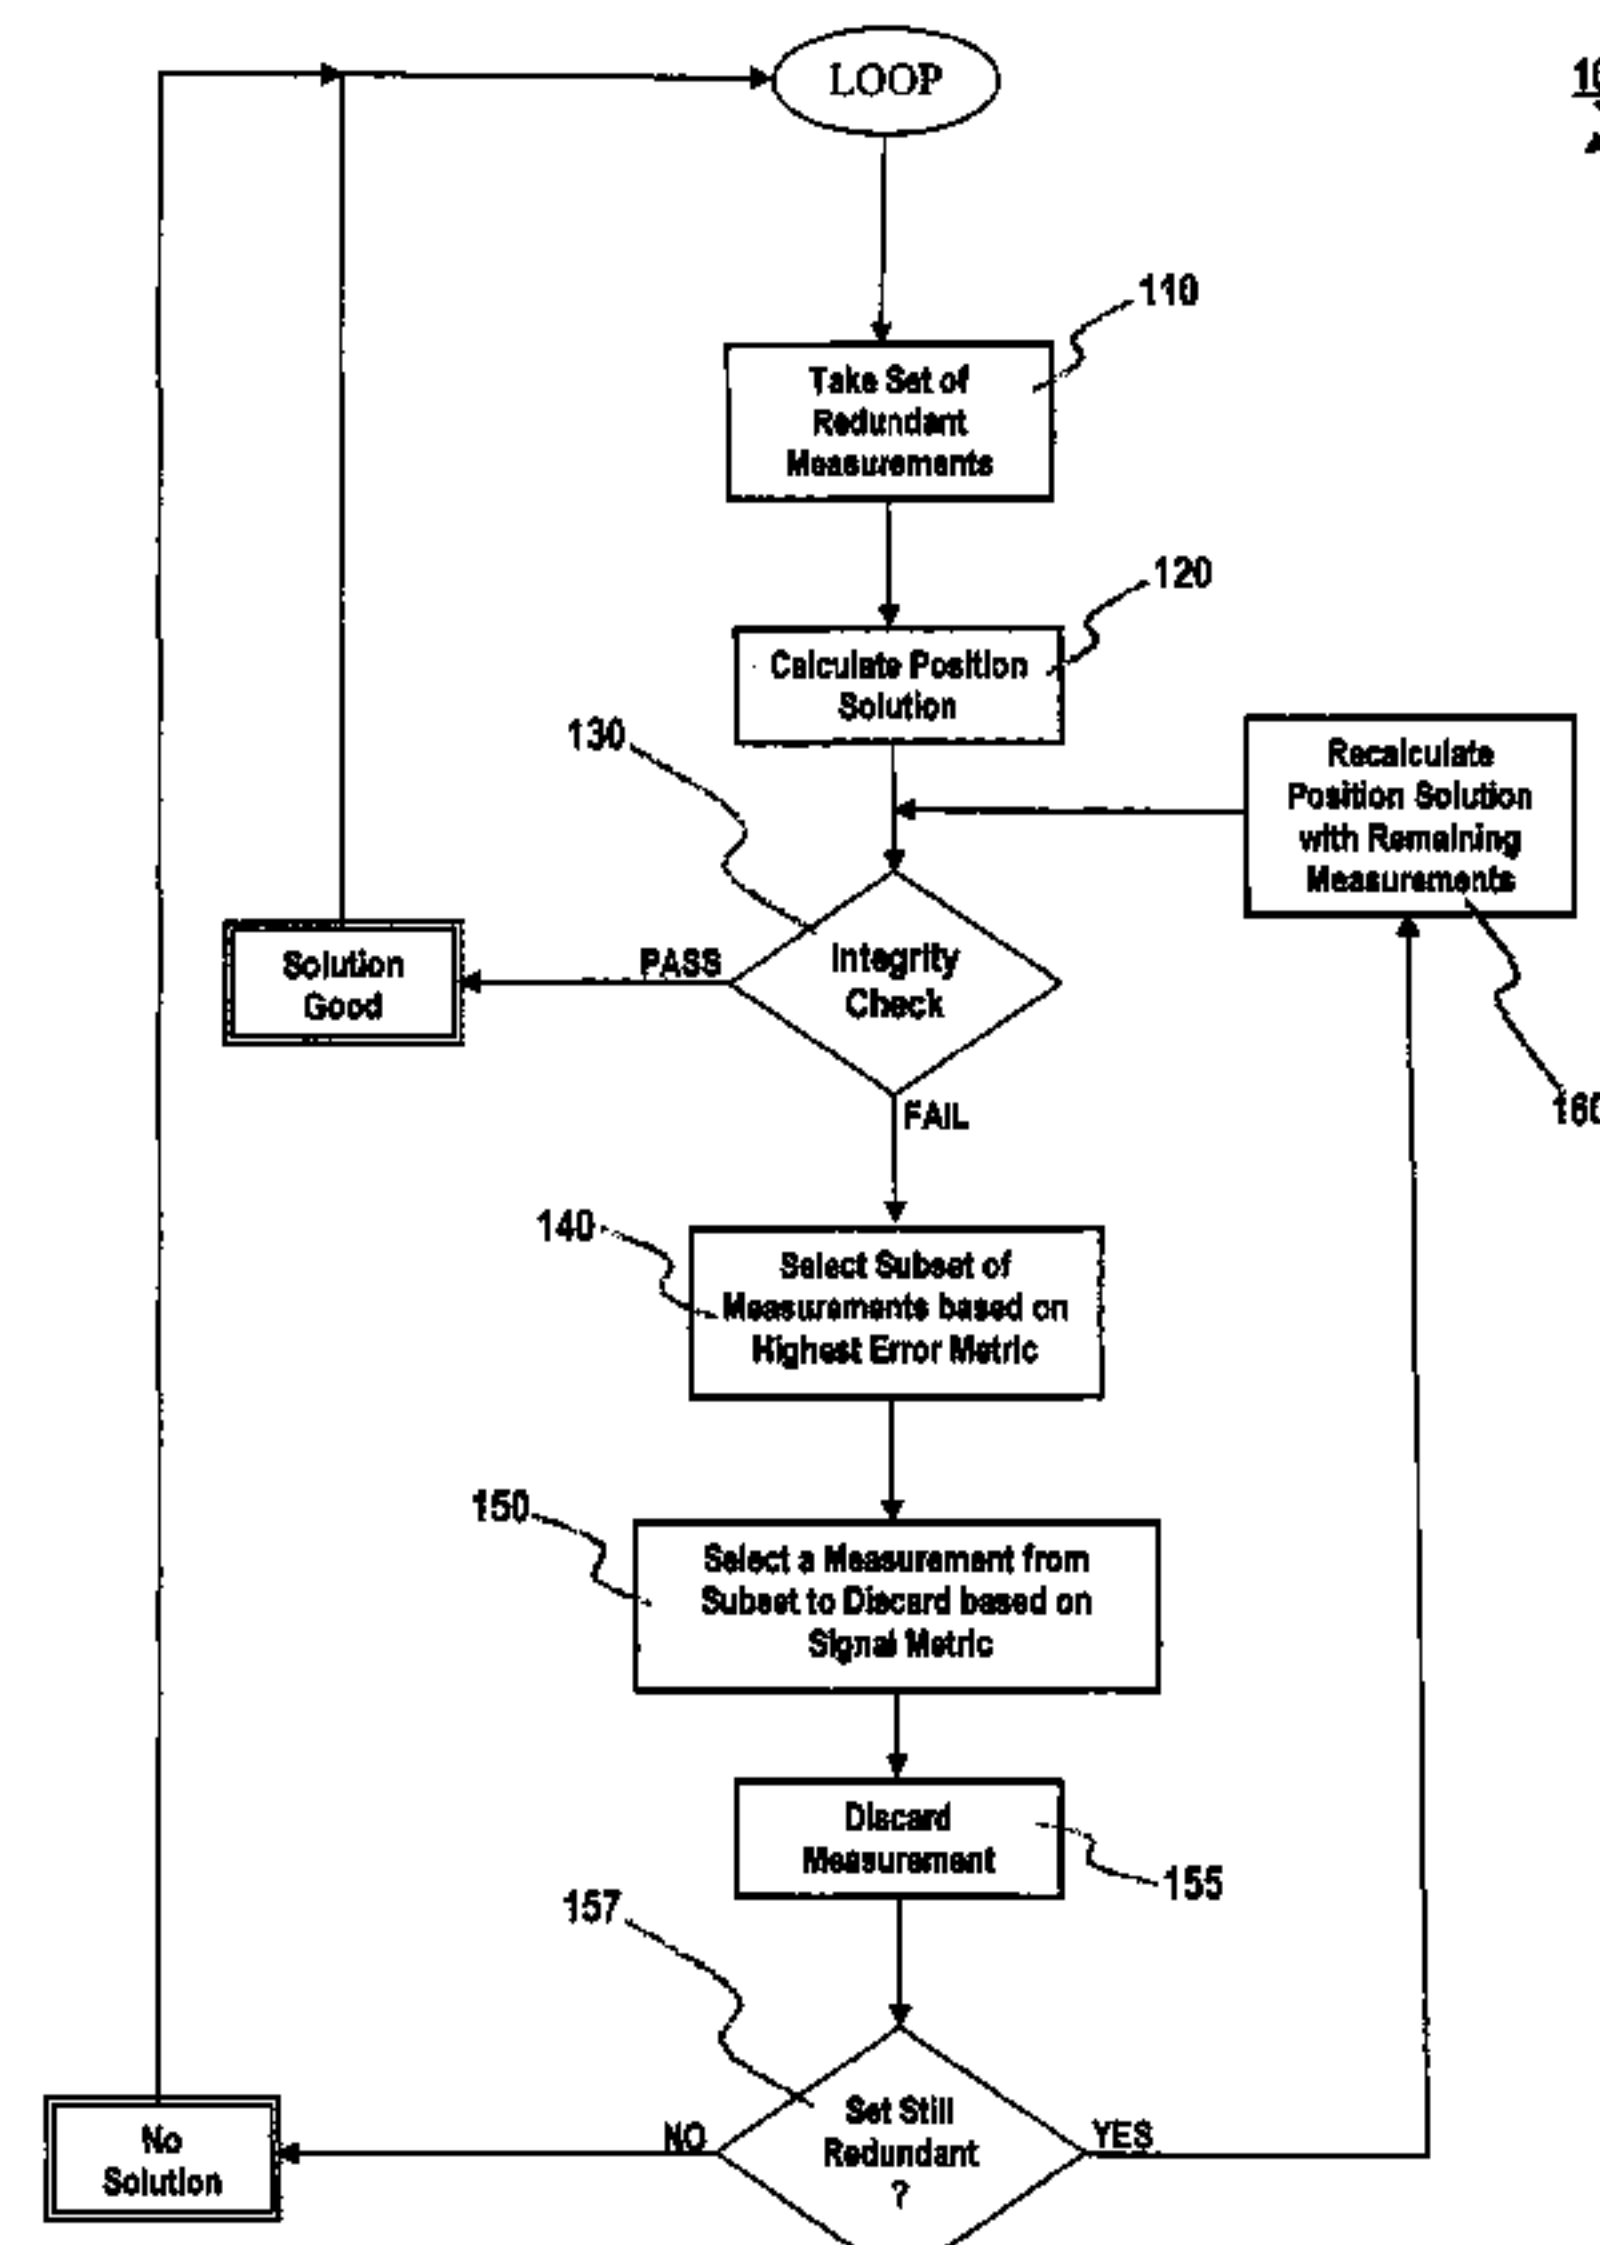 LOOP
110
Take Set of
Redundant
Measurements
120
Calculate Position
Solution
130
Recalculate
Position Solution
with Remaining
Measurements
Integrity
Check
PASS
Solution
Good
FAIL
140
Select Subset of
Measurements based on
Highest Error Metric
150
Select a Measurement from
Subset to Discard based on
Signal Metric
Discard
Measurement
155
157
Set Still
Redundant
?
NO
YES
No
Solution